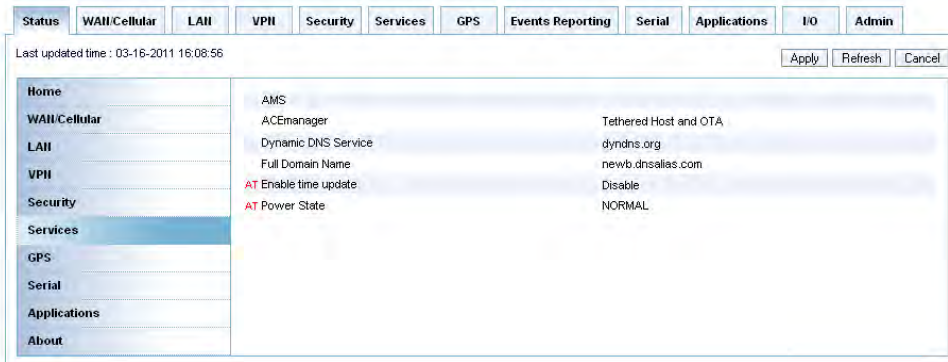 Status WAN/Cellular LAN VPN Security Services GPS Events Reporting Serial Applications I/O Admin
Last updated time : 03-16-2011 16:08:56
Apply Refresh Cancel
Home
WAN/Cellular
LAN
VPN
Security
Services
GPS
Serial
Applications
About
AMS
ACEmanager Tethered Host and OTA
Dynamic DNS Service dyndns.org
Full Domain Name newb.dnsalias.com
AT Enable time update Disable
AT Power State NORMAL